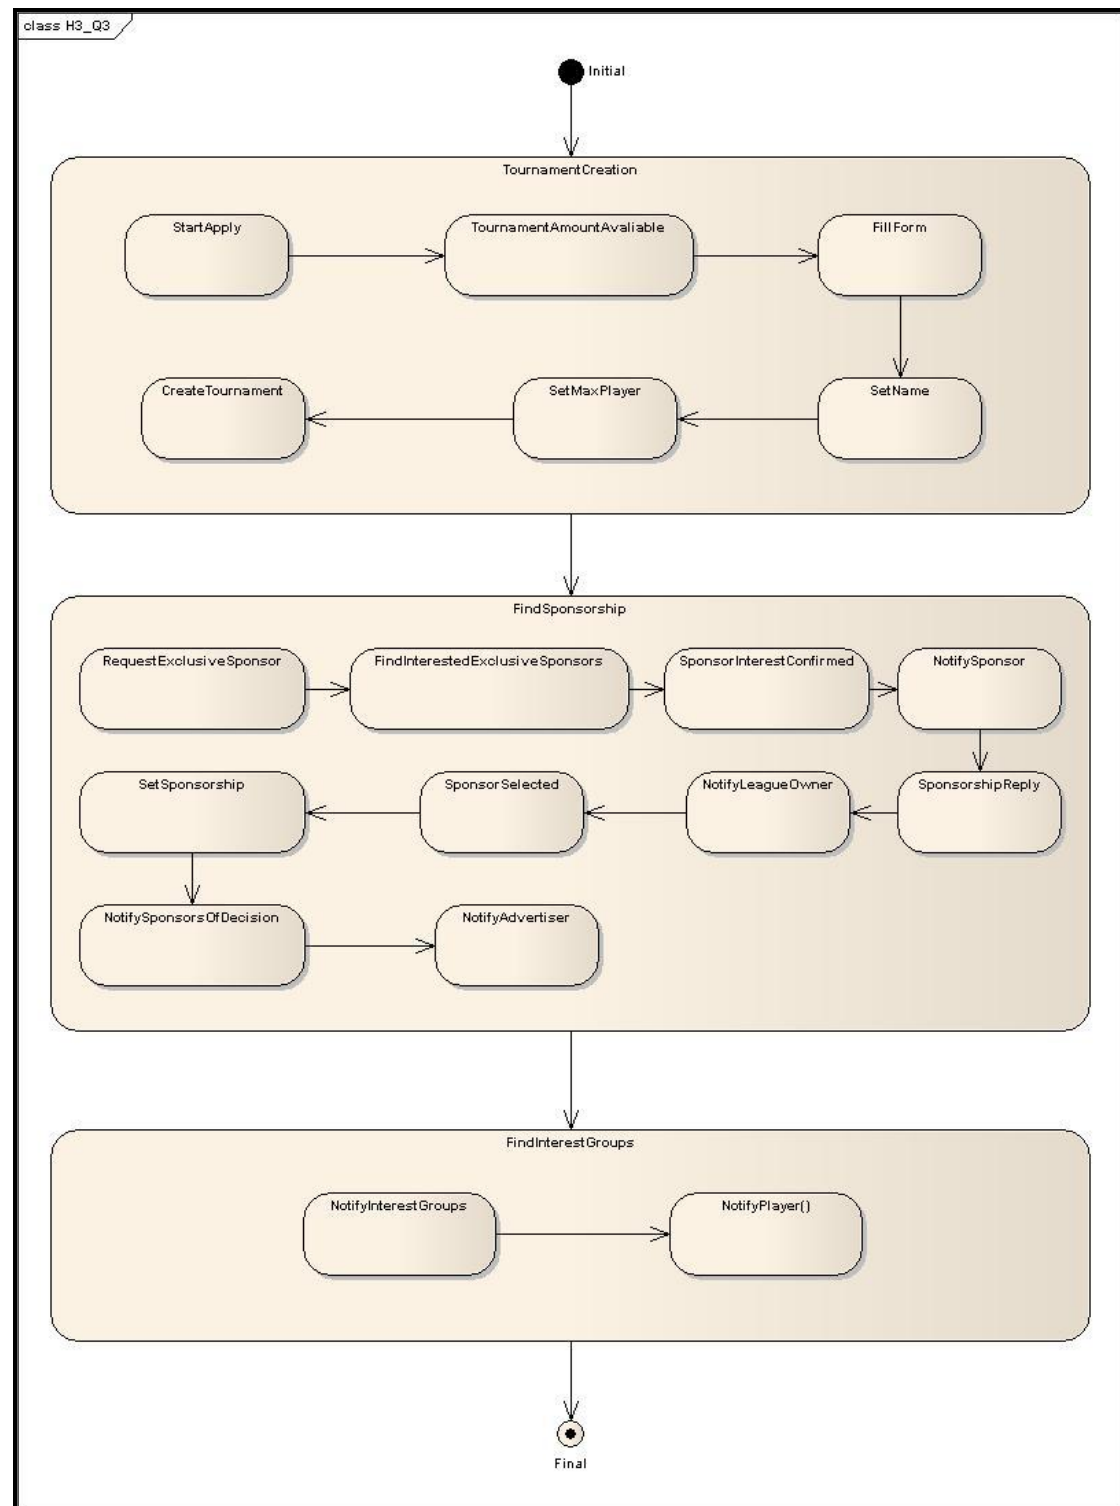 class H3_Q3
Initial
TournamentCreation
StartApply
TournamentAmountAvaliable
FillForm
CreateTournament
SetMaxPlayer
SetName
FindSponsorship
RequestExclusiveSponsor
FindInterestedExclusiveSponsors
SponsorInterestConfirmed
NotifySponsor
SetSponsorship
SponsorSelected
NotifyLeagueOwner
SponsorshipReply
NotifySponsorsOfDecision
NotifyAdvertiser
FindInterestGroups
NotifyInterestGroups
NotifyPlayer()
Final